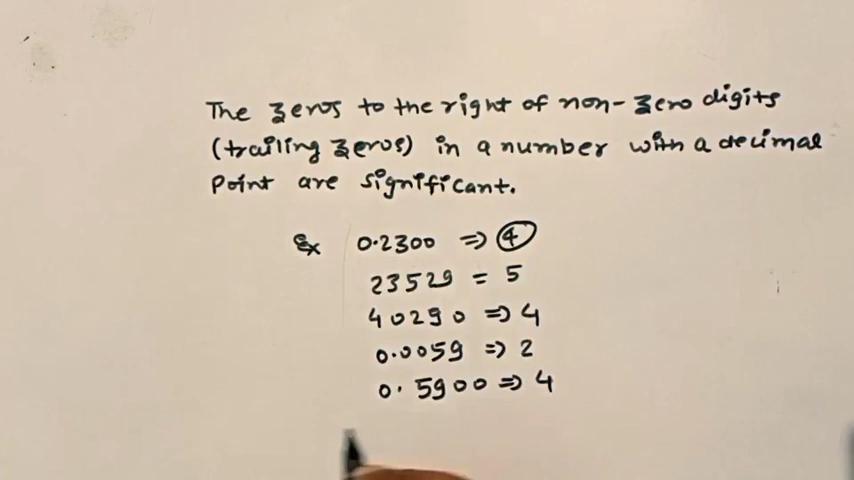 The zeros to the right of non-zero digits
(trailing zeros) in a number with a decimal
Point are significant.
Ex 0.2300 => 4
23529 = 5
40290 => 4
0.0059 => 2
0.5900 => 4